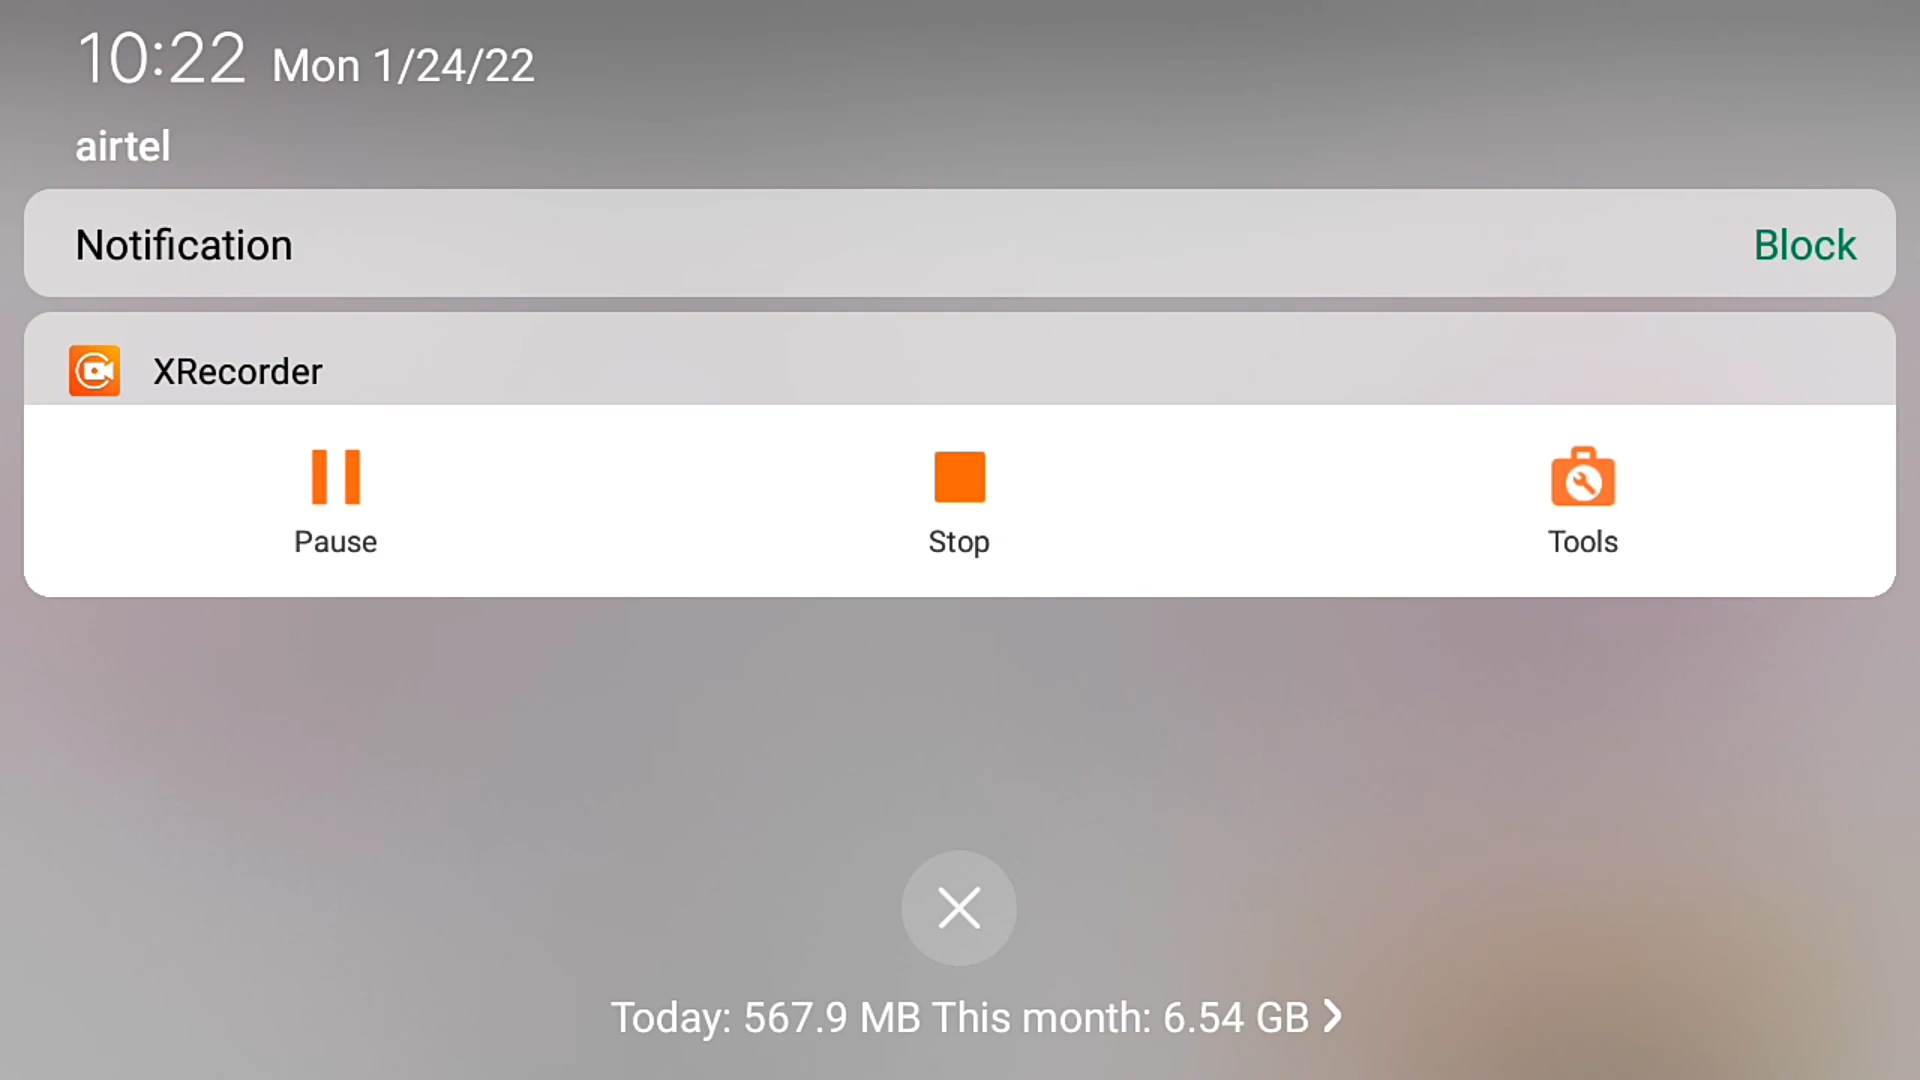 10:22 Mon 1/24/22
airtel
Notification Block
XRecorder
Pause Stop Tools
Today: 567.9 MB This month: 6.54 GB